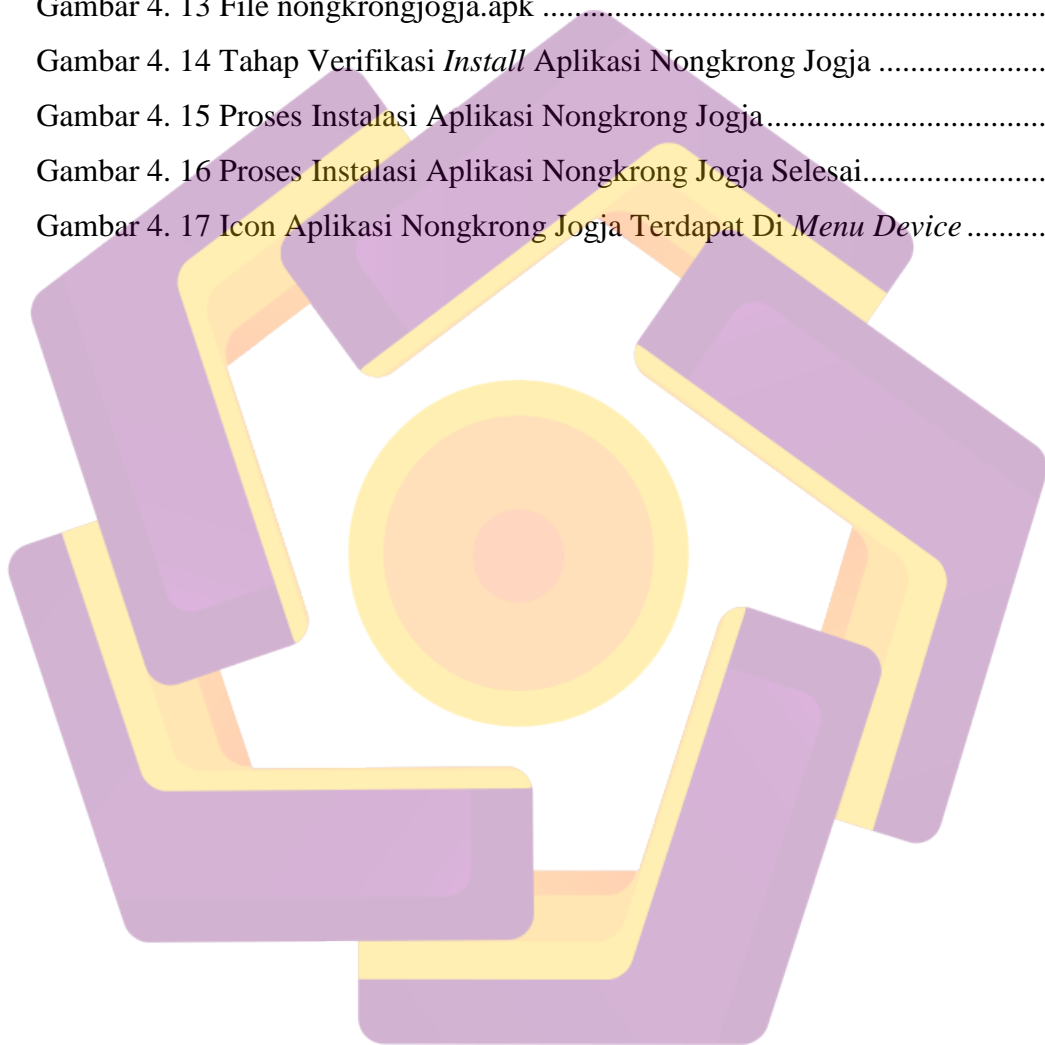 Gambar 4. 13 File nongkrongjogja.apk ................................................................
Gambar 4. 14 Tahap Verifikasi Install Aplikasi Nongkrong Jogja .....................
Gambar 4. 15 Proses Instalasi Aplikasi Nongkrong Jogja...................................
Gambar 4. 16 Proses Instalasi Aplikasi Nongkrong Jogja Selesai.......................
Gambar 4. 17 Icon Aplikasi Nongkrong Jogja Terdapat Di Menu Device ..........